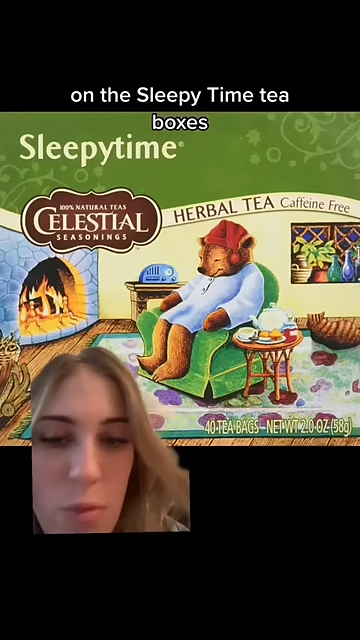 on the Sleepy Time tea
boxes
Sleepytime®
100% NATURAL TEAS
CELESTIAL
SEASONINGS
HERBAL TEA Caffeine Free
40 TEA BAGS - NET WT 2.0 OZ (58g)